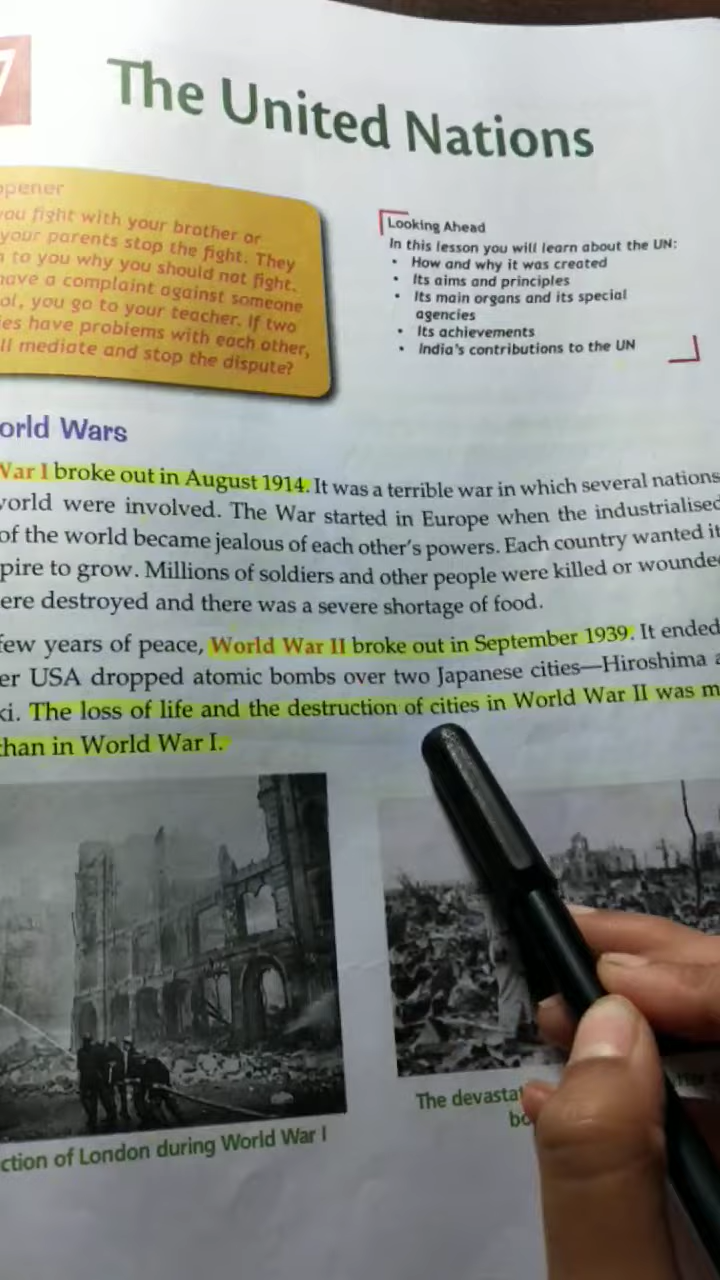 7
The United Nations
opener
you fight with your brother or
your parents stop the fight. They
to you why you should not fight.
have a complaint against someone
ol, you go to your teacher. If two
ies have problems with each other,
ll mediate and stop the dispute?
Looking Ahead
In this lesson you will learn about the UN:
• How and why it was created
• Its aims and principles
• Its main organs and its special
agencies
• Its achievements
• India's contributions to the UN
orld Wars
War I broke out in August 1914. It was a terrible war in which several nations
world were involved. The War started in Europe when the industrialised
of the world became jealous of each other's powers. Each country wanted it
pire to grow. Millions of soldiers and other people were killed or wounde
ere destroyed and there was a severe shortage of food.
few years of peace, World War II broke out in September 1939. It ended
er USA dropped atomic bombs over two Japanese cities—Hiroshima a
ki. The loss of life and the destruction of cities in World War II was m
than in World War I.
ction of London during World War I
The devastat
bo